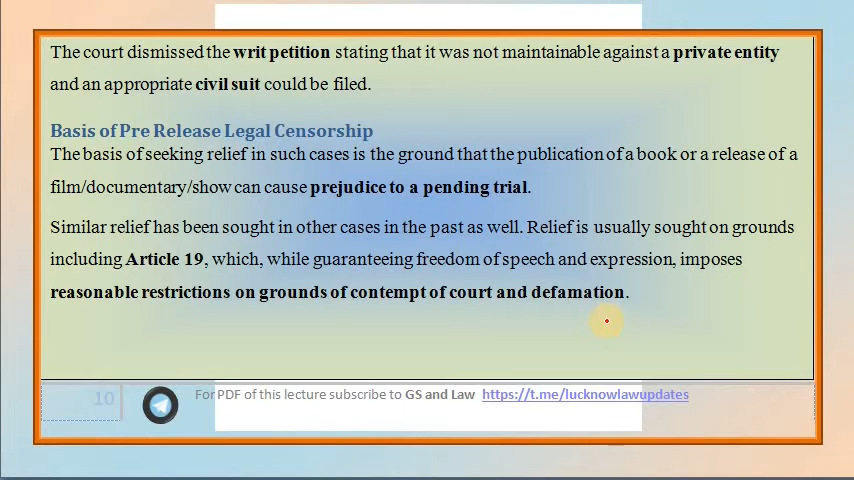 The court dismissed the writ petition stating that it was not maintainable against a private entity
and an appropriate civil suit could be filed.
Basis of Pre Release Legal Censorship
The basis of seeking relief in such cases is the ground that the publication of a book or a release of a
film/documentary/show can cause prejudice to a pending trial.
Similar relief has been sought in other cases in the past as well. Relief is usually sought on grounds
including Article 19, which, while guaranteeing freedom of speech and expression, imposes
reasonable restrictions on grounds of contempt of court and defamation.
10
For PDF of this lecture subscribe to GS and Law https://t.me/lucknowlawupdates